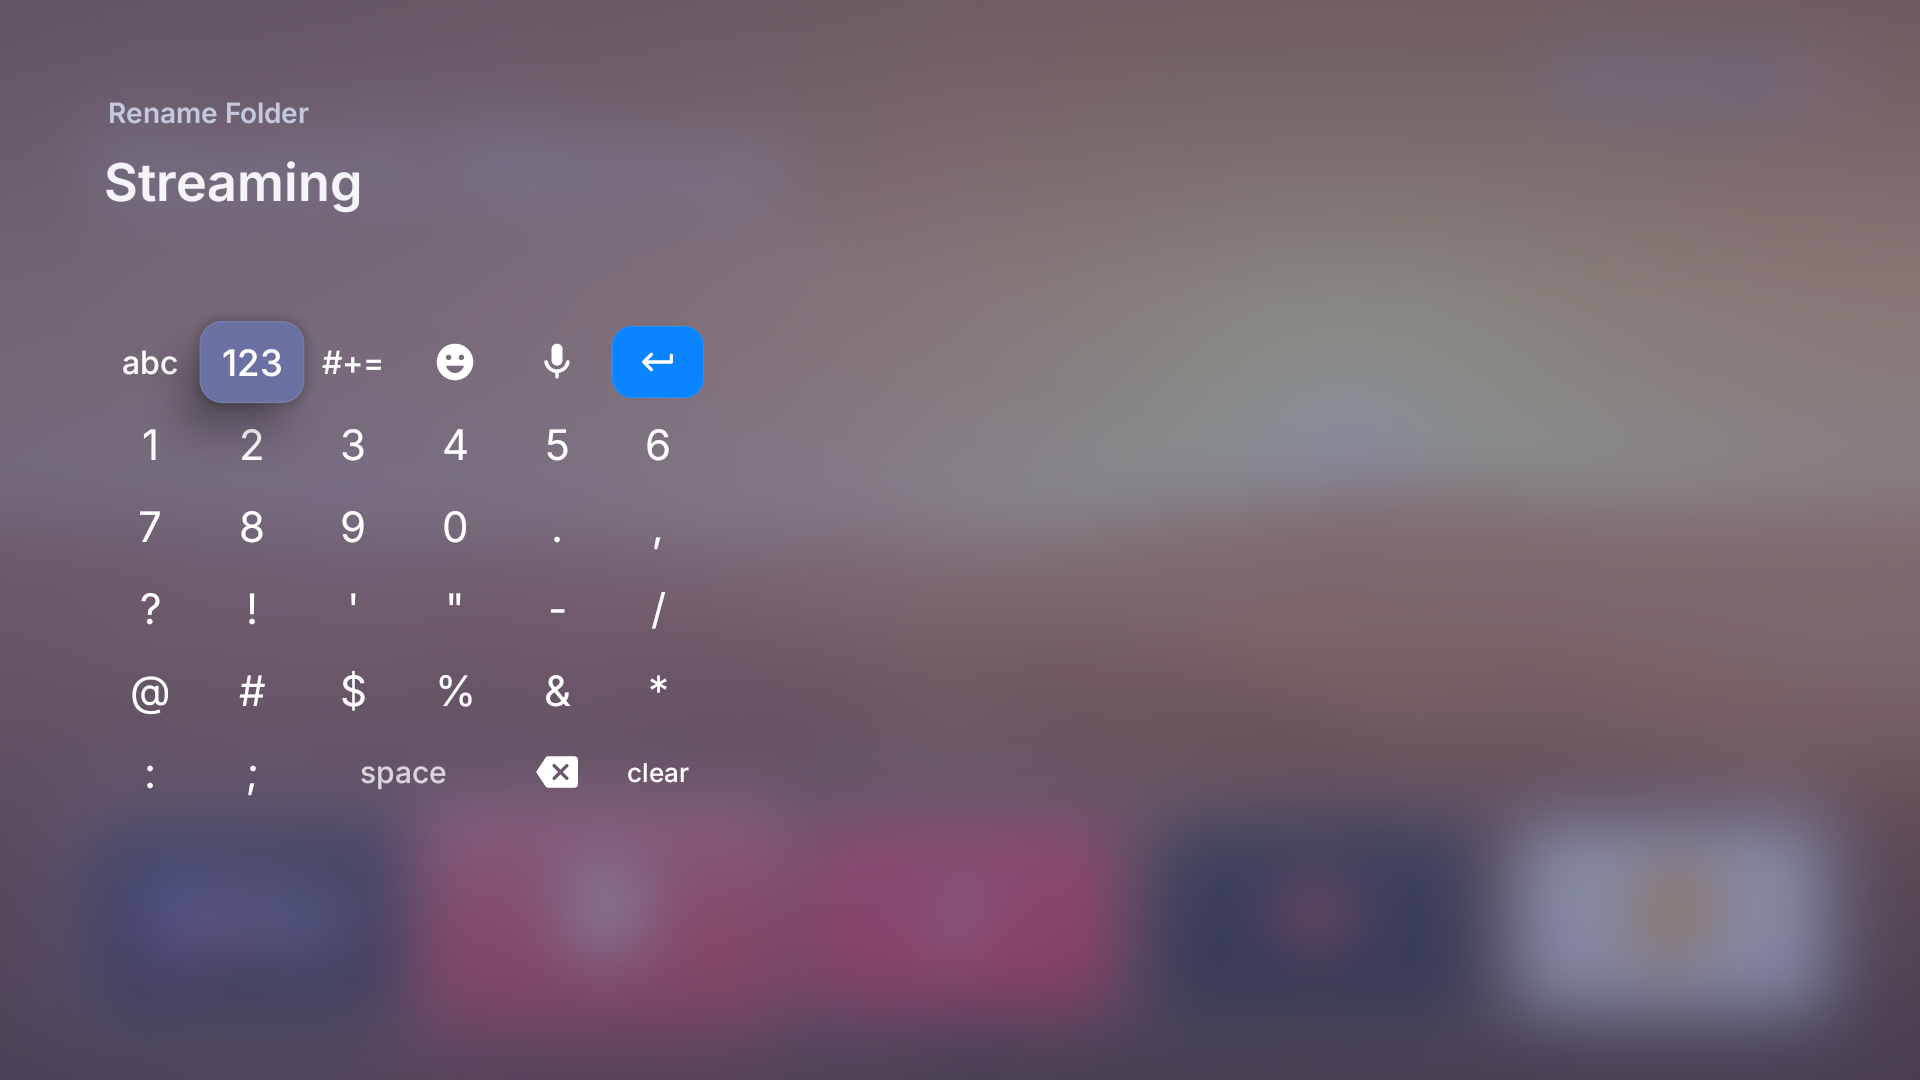 Rename Folder
Streaming
abc 123 #+=
1 2 3 4 5 6
7 8 9 0 . ,
? ! ' " - /
@ # $ % & *
: ; space clear